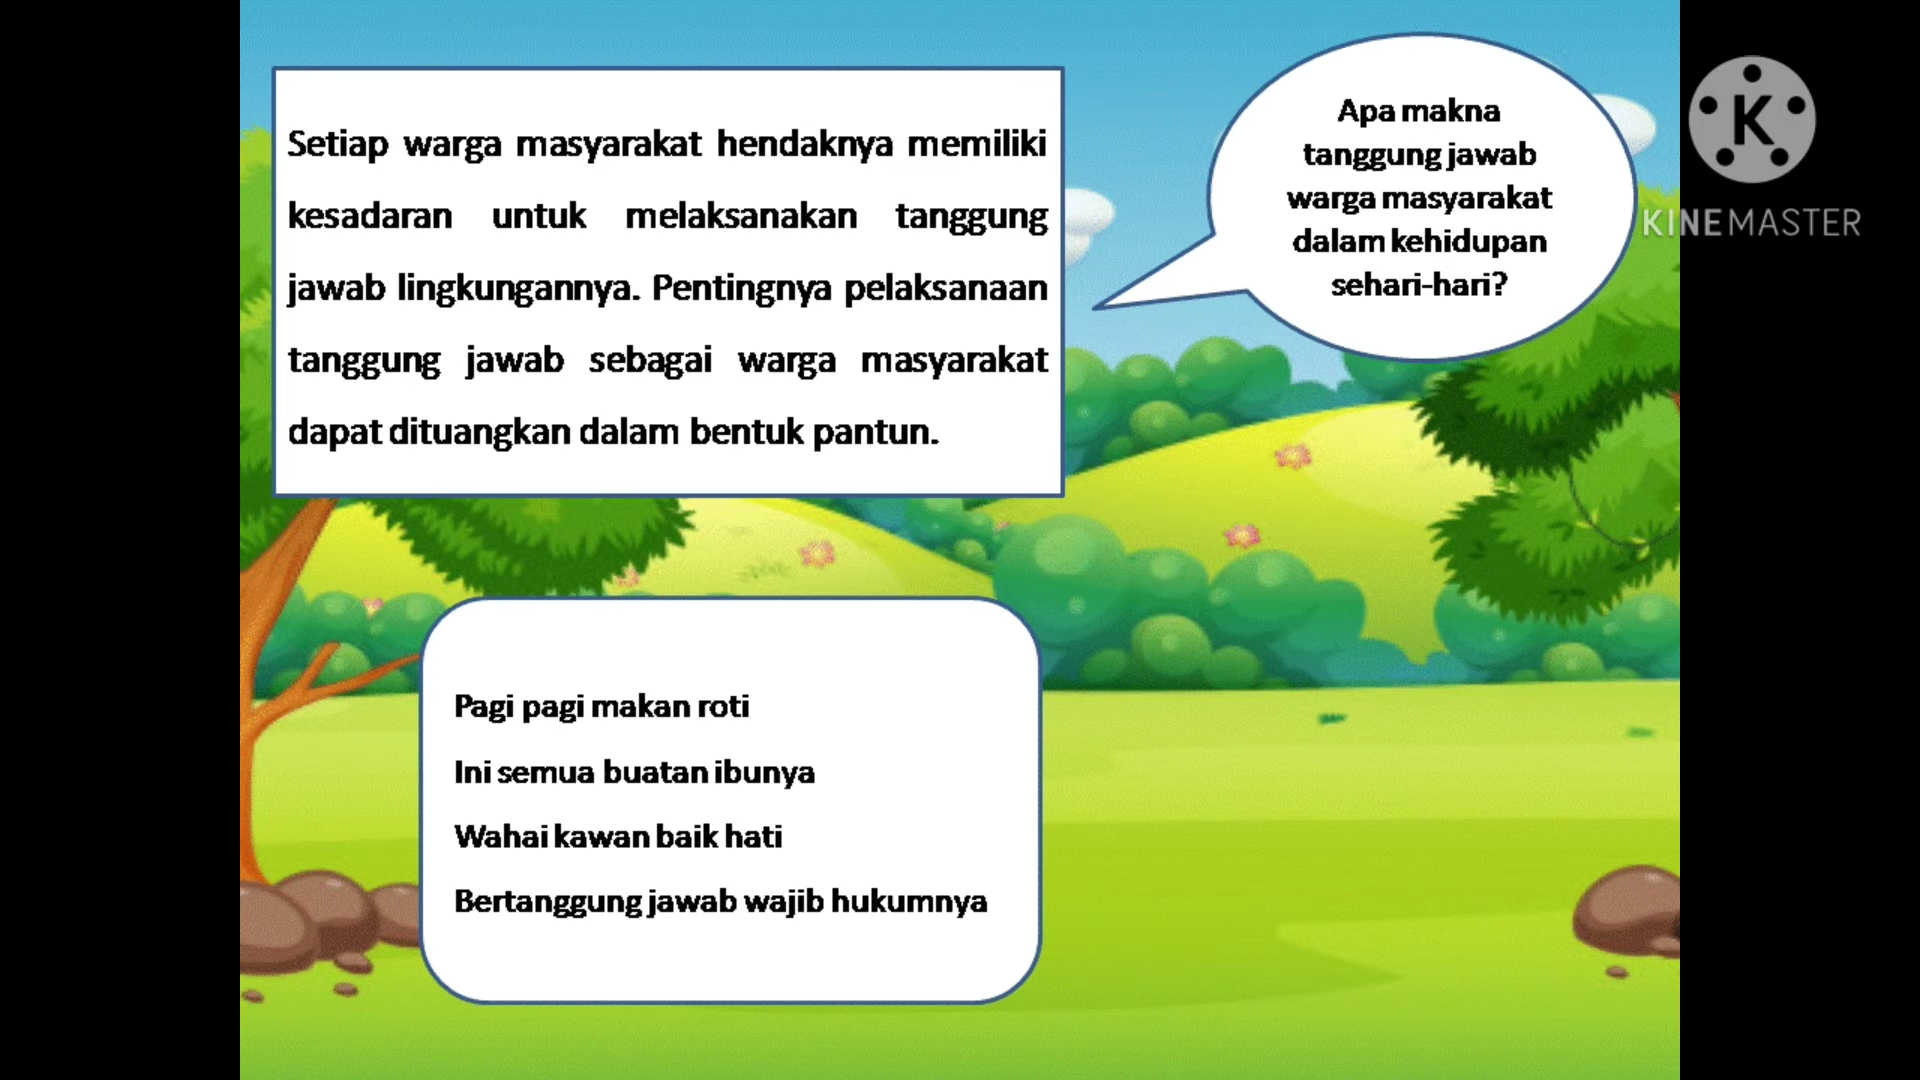 Setiap warga masyarakat hendaknya memiliki
kesadaran untuk melaksanakan tanggung
jawab lingkungannya. Pentingnya pelaksanaan
tanggung jawab sebagai warga masyarakat
dapat dituangkan dalam bentuk pantun.
Apa makna
tanggung jawab
warga masyarakat
dalam kehidupan
sehari-hari?
K
KINEMASTER
Pagi pagi makan roti
Ini semua buatan ibunya
Wahai kawan baik hati
Bertanggung jawab wajib hukumnya